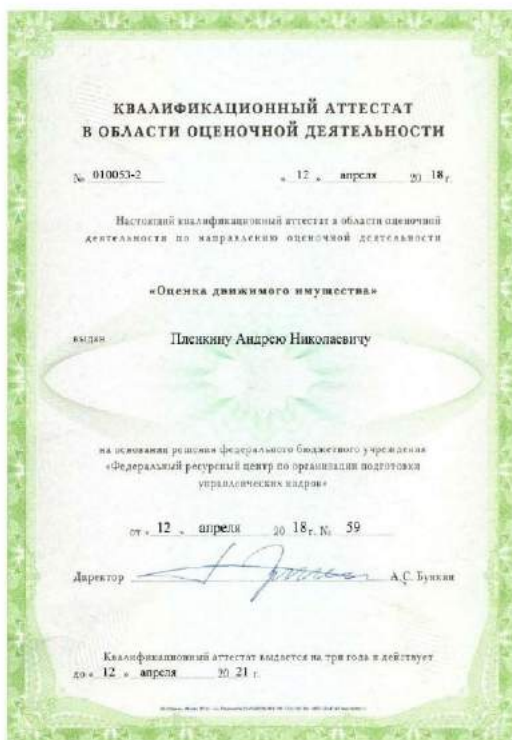 КВАЛИФИКАЦИОННЫЙ АТТЕСТАТ
В ОБЛАСТИ ОЦЕНОЧНОЙ ДЕЯТЕЛЬНОСТИ
№ 010053-2 « 12 » апреля 20 18 г.
Настоящий квалификационный аттестат в области оценочной
деятельности по направлению оценочной деятельности
«Оценка движимого имущества»
выдан Пленкину Андрею Николаевичу
на основании решения федерального бюджетного учреждения
«Федеральный ресурсный центр по организации подготовки
управленческих кадров»
от « 12 » апреля 20 18 г. № 59
Директор А.С. Бункин
Квалификационный аттестат выдается на три года и действует
до « 12 » апреля 20 21 г.